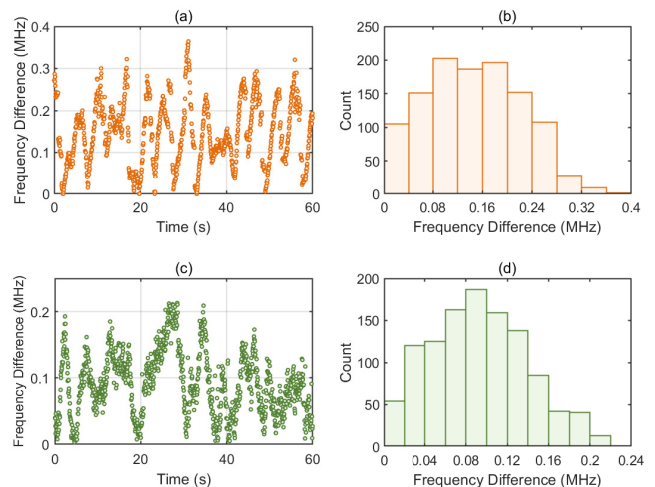 (a)
Frequency Difference (MHz)
0.4
0.3
0.2
0.1
0
0 20 40 60
Time (s)
(b)
Count
250
200
150
100
50
0
0 0.08 0.16 0.24 0.32 0.4
Frequency Difference (MHz)
(c)
Frequency Difference (MHz)
0.2
0.1
0
0 20 40 60
Time (s)
(d)
Count
200
150
100
50
0
0 0.04 0.08 0.12 0.16 0.2 0.24
Frequency Difference (MHz)